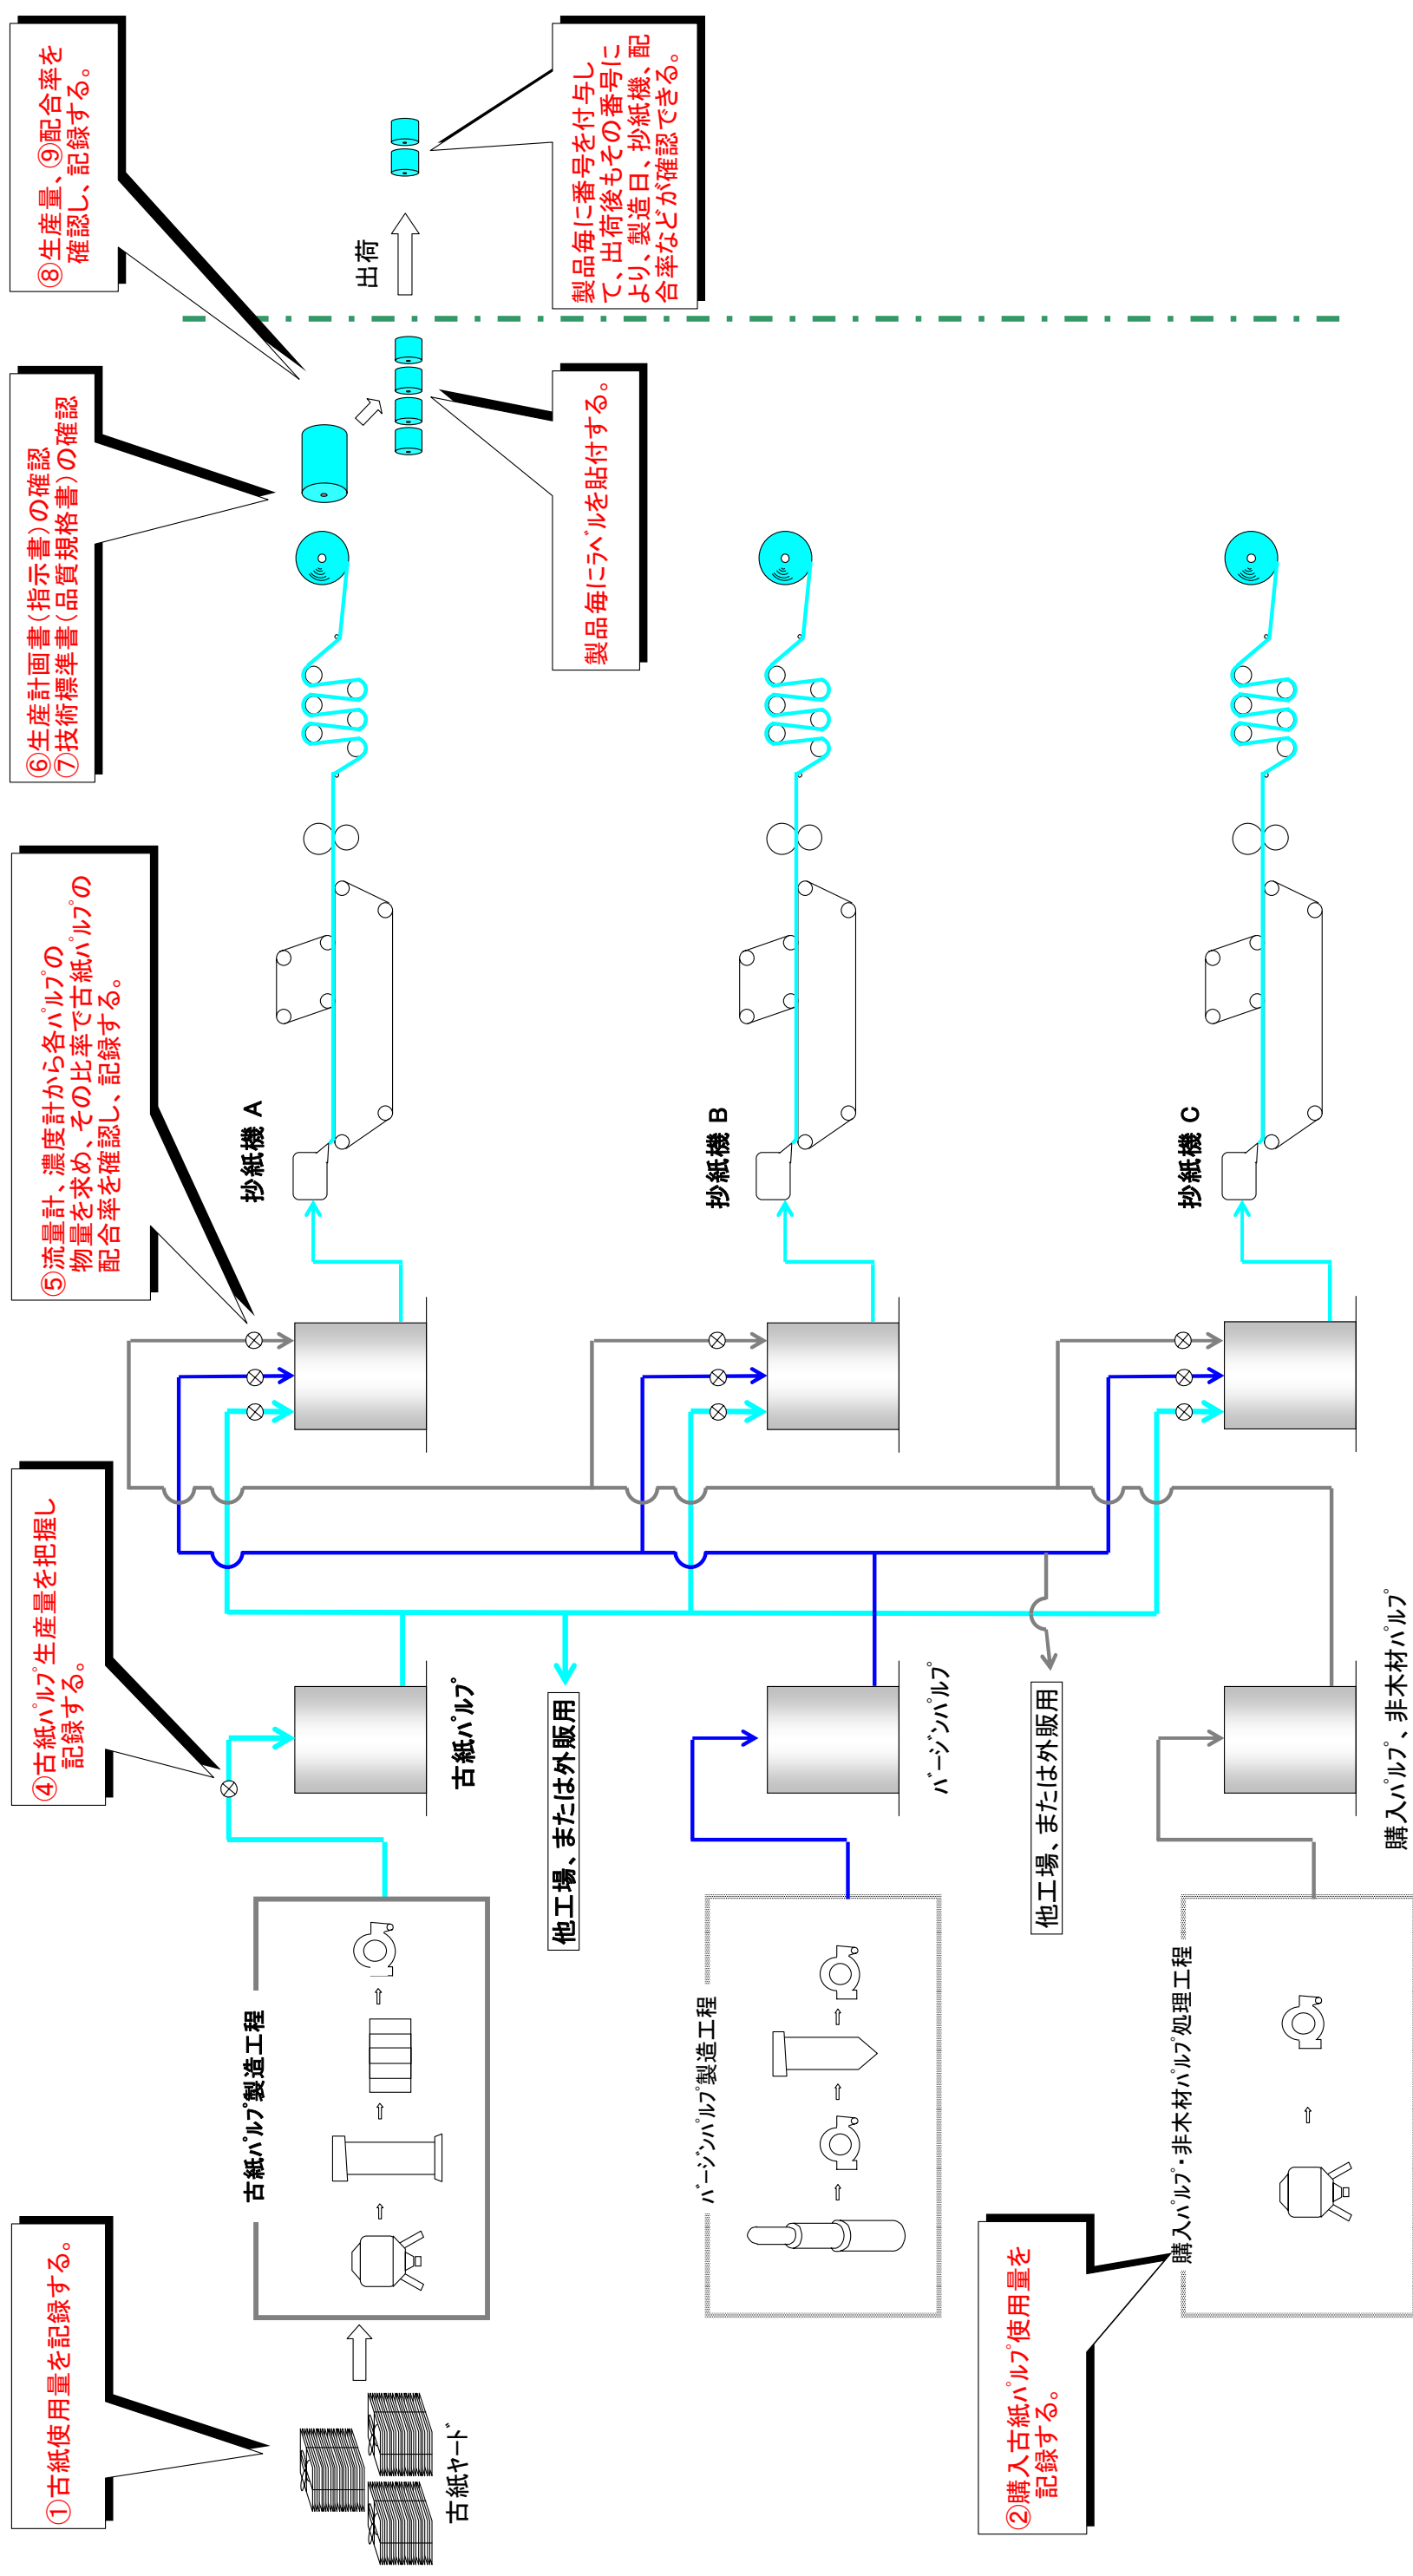 ①古紙使用量を記録する。
古紙ヤード
古紙パルプ製造工程
④古紙パルプ生産量を把握し
記録する。
古紙パルプ
他工場、または外販用
⑤流量計、濃度計から各パルプの
物量を求め、その比率で古紙パルプの
配合率を確認し、記録する。
抄紙機 A
⑥生産計画書(指示書)の確認
⑦技術標準書(品質規格書)の確認
⑧生産量、⑨配合率を
確認し、記録する。
製品毎にラベルを貼付する。
出荷
製品毎に番号を付与し
て、出荷後もその番号に
より、製造日、抄紙機、配
合率などが確認できる。
バージンパルプ製造工程
バージンパルプ
他工場、または外販用
抄紙機 B
②購入古紙パルプ使用量を
記録する。
購入パルプ・非木材パルプ処理工程
購入パルプ、非木材パルプ
抄紙機 C